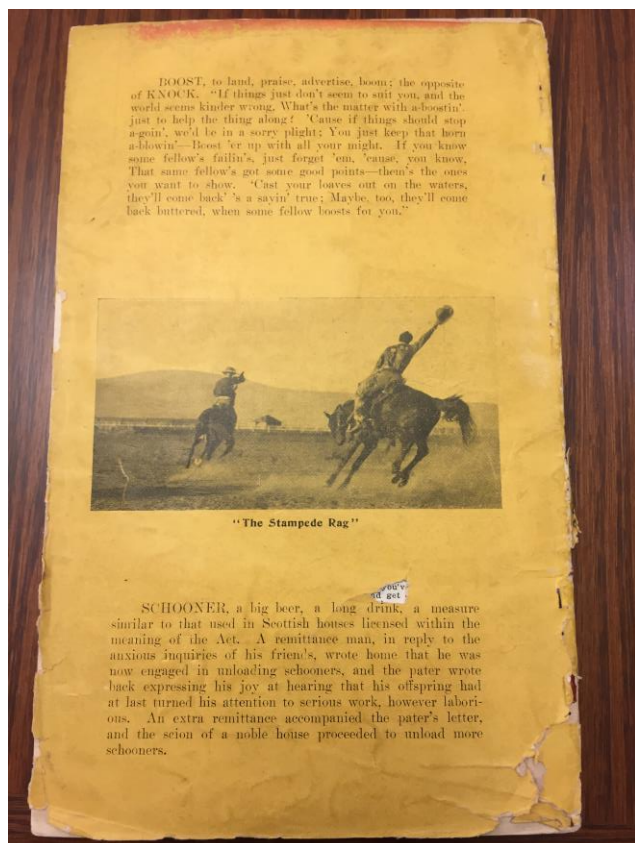 BOOST, to laud, praise, advertise, boom; the opposite
of KNOCK. "If things just don't seem to suit you, and the
world seems kinder wrong, What's the matter with a-boostin'
just to help the thing along? 'Cause if things should stop
a-goin', we'd be in a sorry plight; You just keep that horn
a-blowin'—Boost 'er up with all your might. If you know
some fellow's failin's, just forget 'em, 'cause, you know,
That same fellow's got some good points—them's the ones
you want to show. 'Cast your loaves out on the waters,
they'll come back' 's a sayin' true; Maybe, too, they'll come
back buttered, when some fellow boosts for you."
"The Stampede Rag"
you'v
d get
SCHOONER, a big beer, a long drink, a measure
similar to that used in Scottish houses licensed within the
meaning of the Act. A remittance man, in reply to the
anxious inquiries of his friends, wrote home that he was
now engaged in unloading schooners, and the pater wrote
back expressing his joy at hearing that his offspring had
at last turned his attention to serious work, however labori-
ous. An extra remittance accompanied the pater's letter,
and the scion of a noble house proceeded to unload more
schooners.